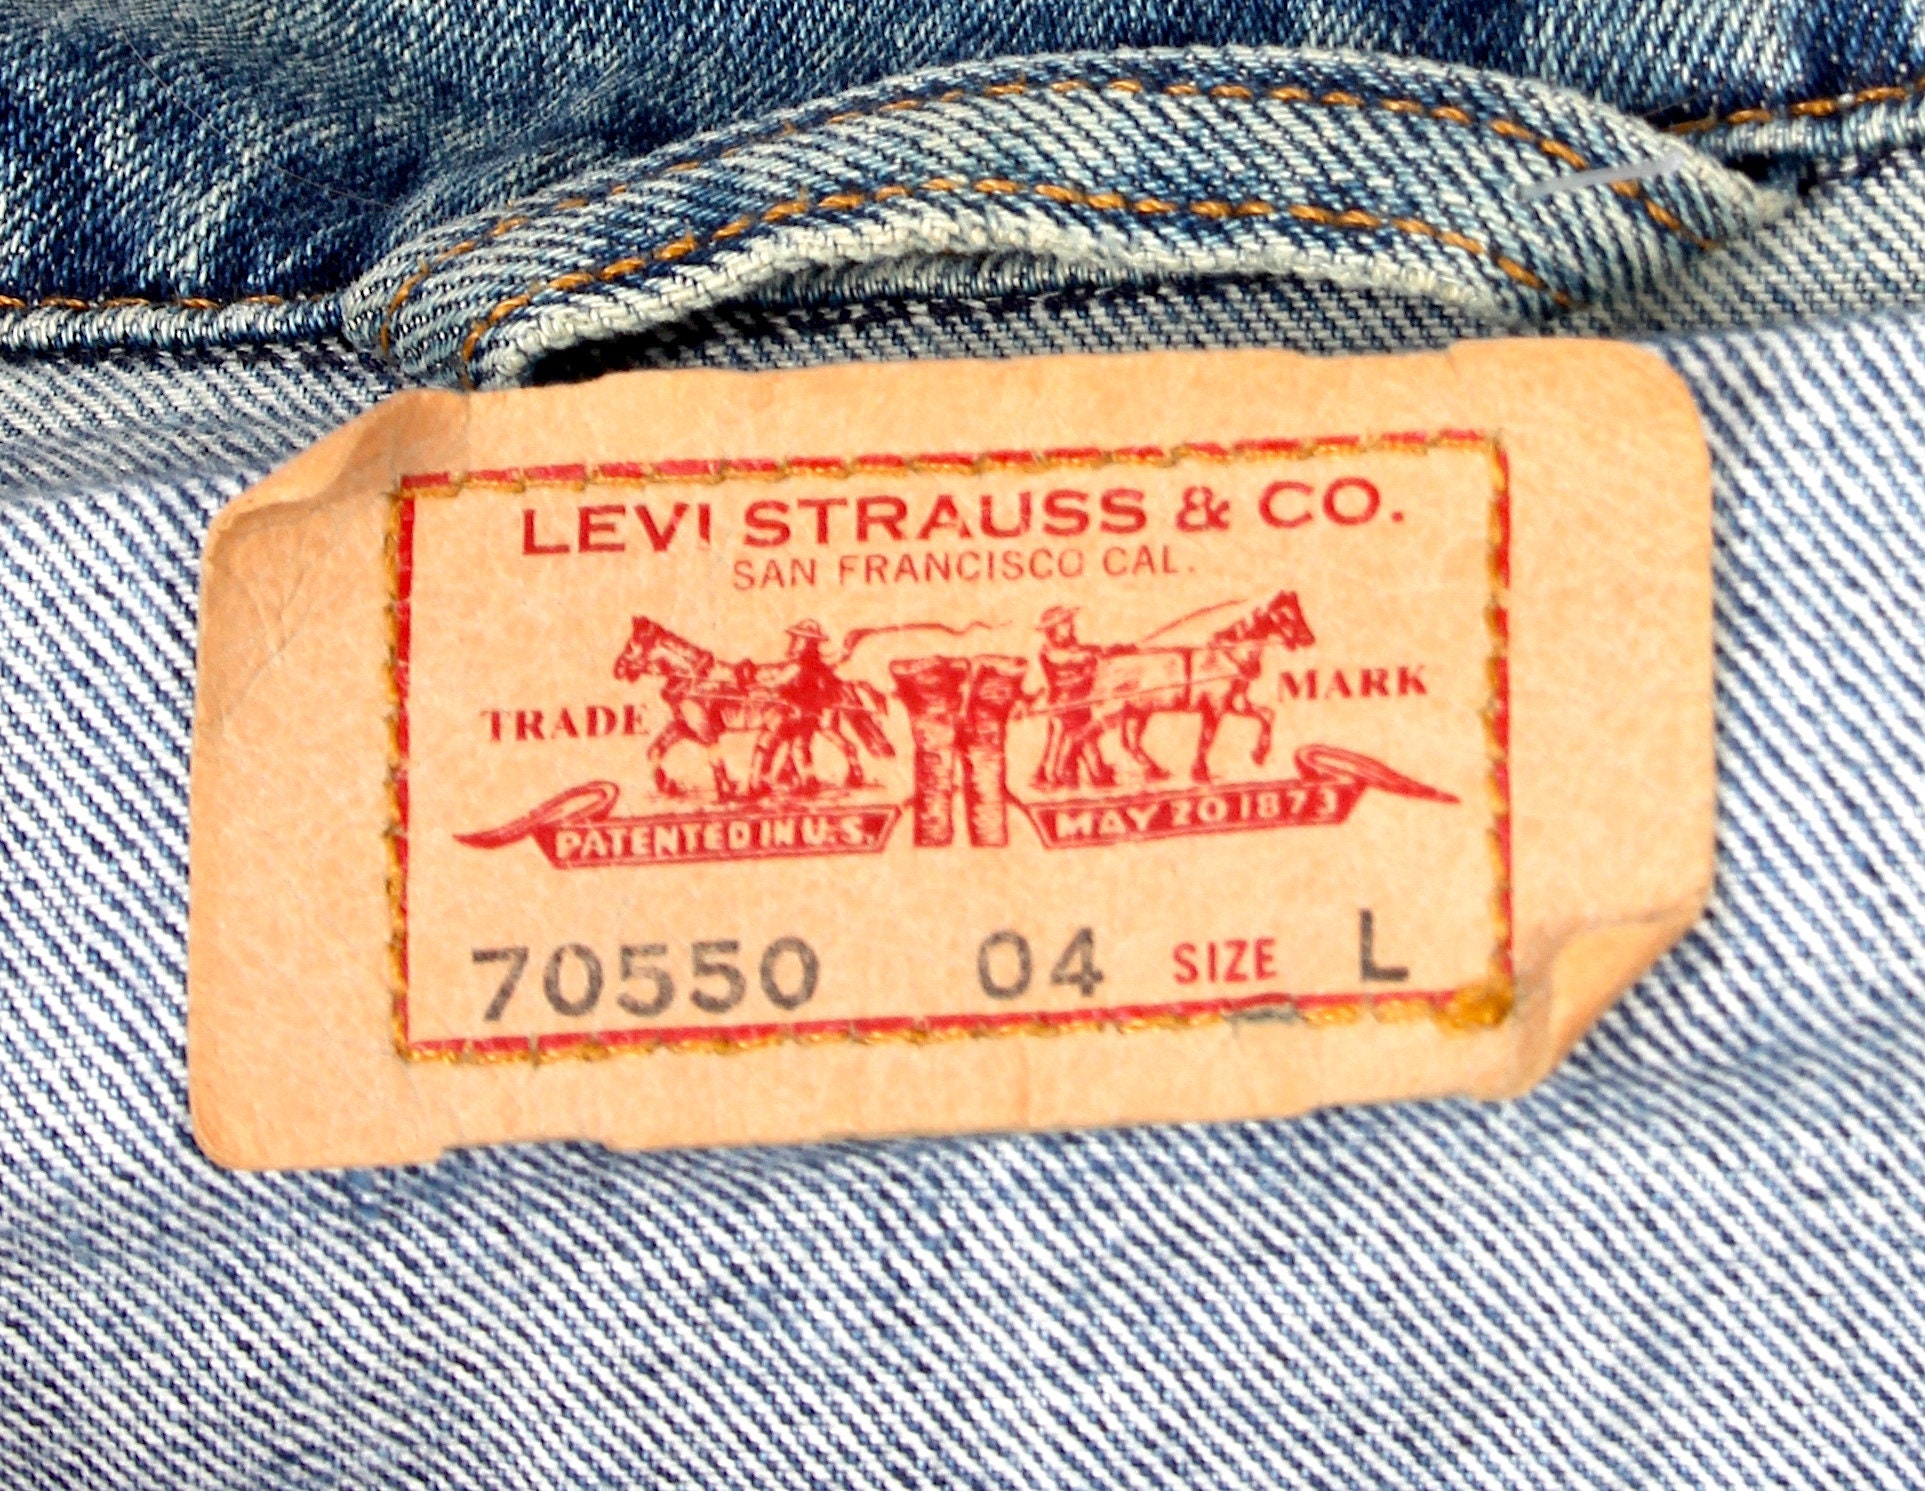 LEVI STRAUSS & CO.
SAN FRANCISCO CAL.
TRADE MARK
PATENTED IN U.S. MAY 20 1873
70550 04 SIZE L